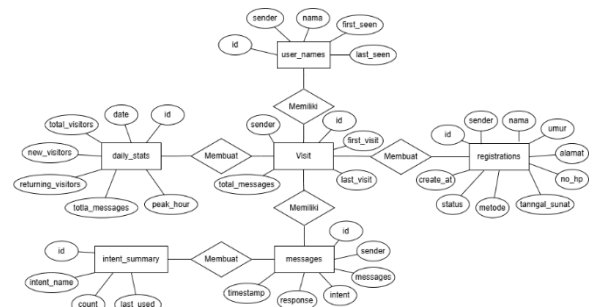 sender
nama
first_seen
id
user_names
last_seen
Memiliki
total_visitors
date
id
new_visitors
daily_stats
returning_visitors
totla_messages
peak_hour
Membuat
sender
id
first_visit
Visit
total_messages
last_visit
Membuat
id
sender
nama
umur
registrations
alamat
create_at
no_hp
status
metode
tanngal_sunat
Memiliki
id
intent_summary
intent_name
count
last_used
Membuat
id
messages
sender
messages
timestamp
response
intent